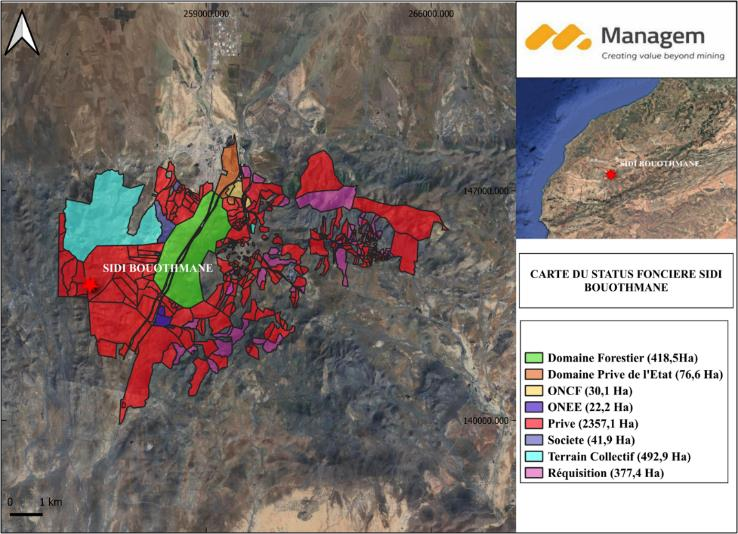 259000.000
266000.000
Managem
Creating value beyond mining
SIDI BOUOTHMANE
147000.000
SIDI BOUOTHMANE
CARTE DU STATUS FONCIERE SIDI
BOUOTHMANE
Domaine Forestier (418,5Ha)
Domaine Prive de l'Etat (76,6 Ha)
ONCF (30,1 Ha)
ONEE (22,2 Ha)
Prive (2357,1 Ha)
Societe (41,9 Ha)
Terrain Collectif (492,9 Ha)
Réquisition (377,4 Ha)
140000.000
0 1 km